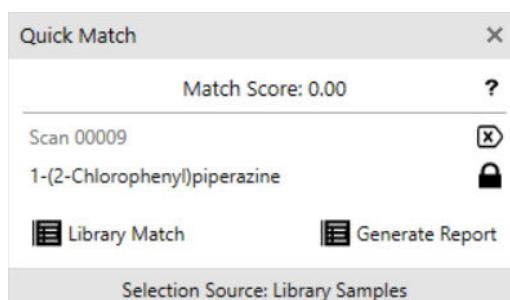 Quick Match
Match Score: 0.00 ?
Scan 00009
1-(2-Chlorophenyl)piperazine
Library Match Generate Report
Selection Source: Library Samples